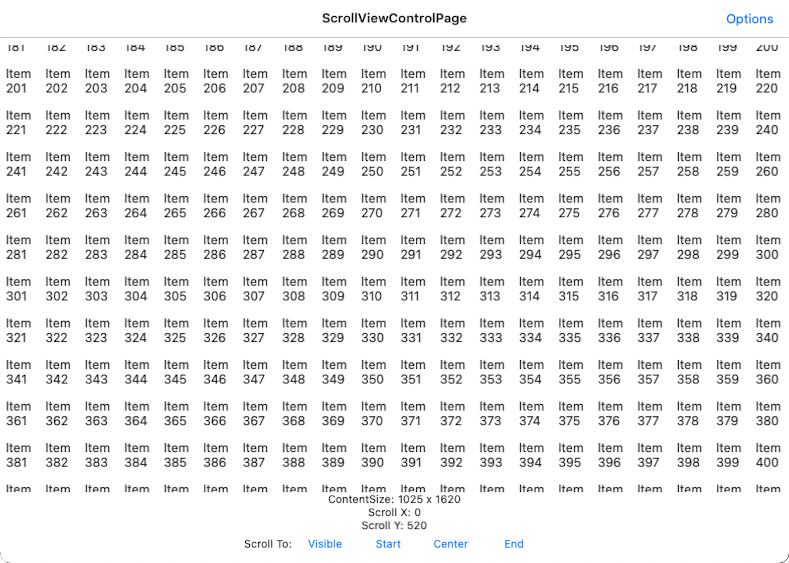 ScrollViewControlPage Options
181 182 183 184 185 186 187 188 189 190 191 192 193 194 195 196 197 198 199 200
Item Item Item Item Item Item Item Item Item Item Item Item Item Item Item Item Item Item Item Item
201 202 203 204 205 206 207 208 209 210 211 212 213 214 215 216 217 218 219 220
Item Item Item Item Item Item Item Item Item Item Item Item Item Item Item Item Item Item Item Item
221 222 223 224 225 226 227 228 229 230 231 232 233 234 235 236 237 238 239 240
Item Item Item Item Item Item Item Item Item Item Item Item Item Item Item Item Item Item Item Item
241 242 243 244 245 246 247 248 249 250 251 252 253 254 255 256 257 258 259 260
Item Item Item Item Item Item Item Item Item Item Item Item Item Item Item Item Item Item Item Item
261 262 263 264 265 266 267 268 269 270 271 272 273 274 275 276 277 278 279 280
Item Item Item Item Item Item Item Item Item Item Item Item Item Item Item Item Item Item Item Item
281 282 283 284 285 286 287 288 289 290 291 292 293 294 295 296 297 298 299 300
Item Item Item Item Item Item Item Item Item Item Item Item Item Item Item Item Item Item Item Item
301 302 303 304 305 306 307 308 309 310 311 312 313 314 315 316 317 318 319 320
Item Item Item Item Item Item Item Item Item Item Item Item Item Item Item Item Item Item Item Item
321 322 323 324 325 326 327 328 329 330 331 332 333 334 335 336 337 338 339 340
Item Item Item Item Item Item Item Item Item Item Item Item Item Item Item Item Item Item Item Item
341 342 343 344 345 346 347 348 349 350 351 352 353 354 355 356 357 358 359 360
Item Item Item Item Item Item Item Item Item Item Item Item Item Item Item Item Item Item Item Item
361 362 363 364 365 366 367 368 369 370 371 372 373 374 375 376 377 378 379 380
Item Item Item Item Item Item Item Item Item Item Item Item Item Item Item Item Item Item Item Item
381 382 383 384 385 386 387 388 389 390 391 392 393 394 395 396 397 398 399 400
Item Item Item Item Item Item Item Item Item Item Item Item Item Item Item Item Item Item Item Item
ContentSize: 1025 x 1620
Scroll X: 0
Scroll Y: 520
Scroll To: Visible Start Center End